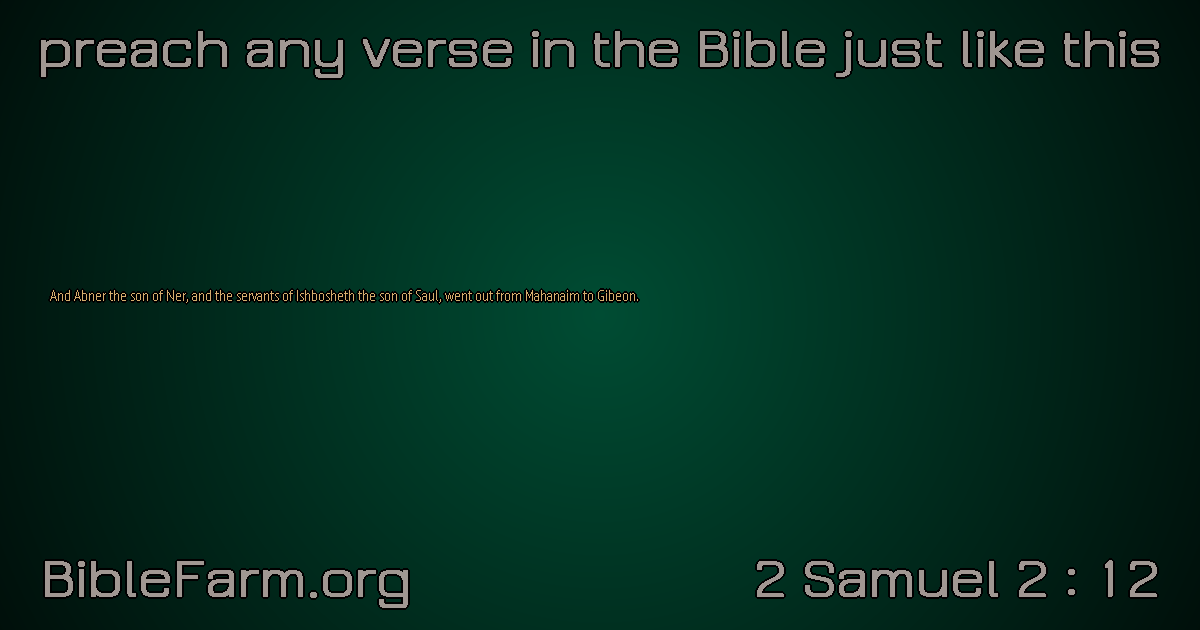 preach any verse in the Bible just like this
And Abner the son of Ner, and the servants of Ishbosheth the son of Saul, went out from Mahanaim to Gibeon.
BibleFarm.org
2 Samuel 2 : 12